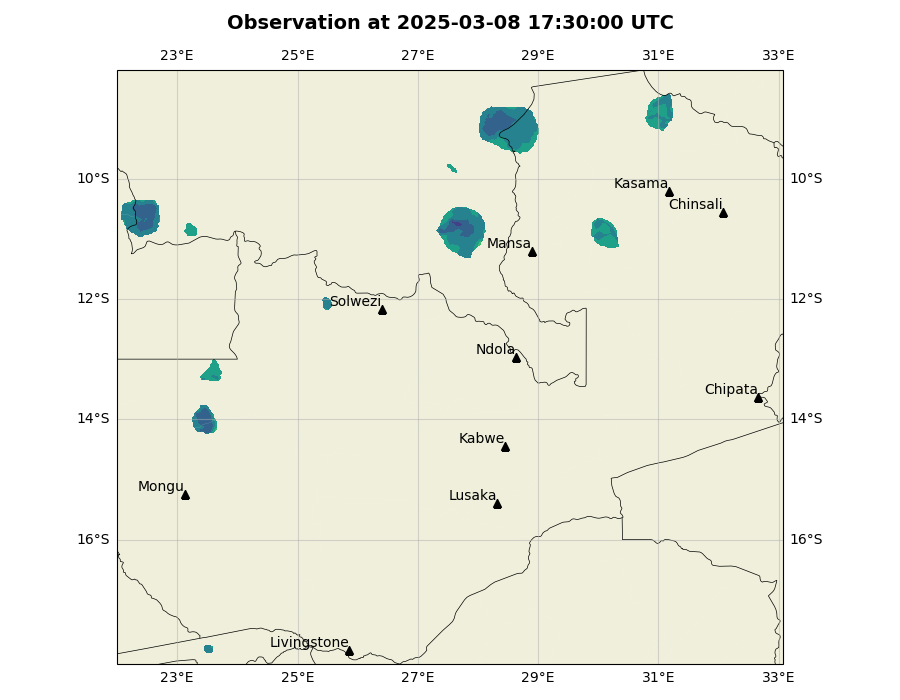 Observation at 2025-03-08 17:30:00 UTC
23°E 25°E 27°E 29°E 31°E 33°E
10°S 10°S
Kasama
Chinsali
Mansa
12°S 12°S
Solwezi
Ndola
Chipata
14°S 14°S
Kabwe
Mongu
Lusaka
16°S 16°S
Livingstone
23°E 25°E 27°E 29°E 31°E 33°E